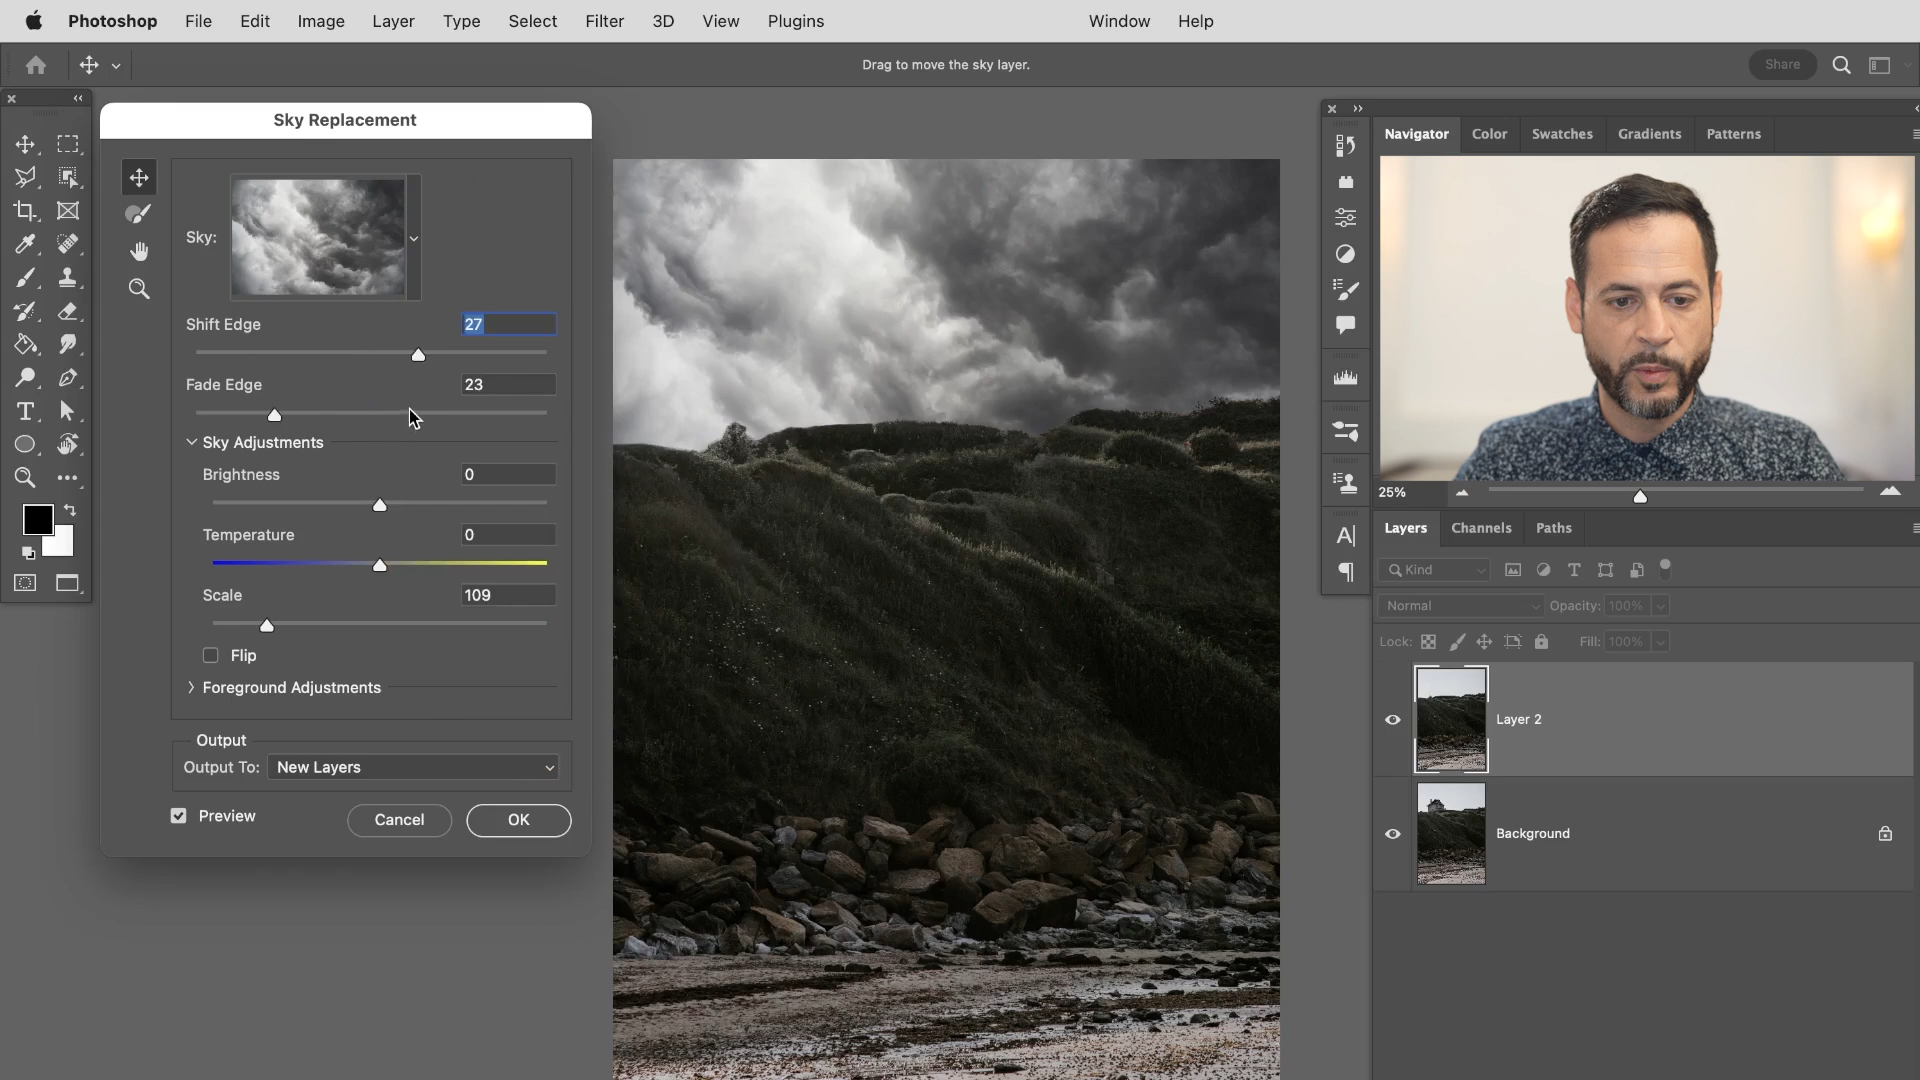 Photoshop File Edit Image Layer Type Select Filter 3D View Plugins Window Help
Drag to move the sky layer.
Share
Sky Replacement
Sky:
Shift Edge 27
Fade Edge 23
Sky Adjustments
Brightness 0
Temperature 0
Scale 109
Flip
Foreground Adjustments
Output
Output To: New Layers
Preview Cancel OK
Navigator Color Swatches Gradients Patterns
25%
Layers Channels Paths
Kind
Normal Opacity: 100%
Lock: Fill: 100%
Layer 2
Background